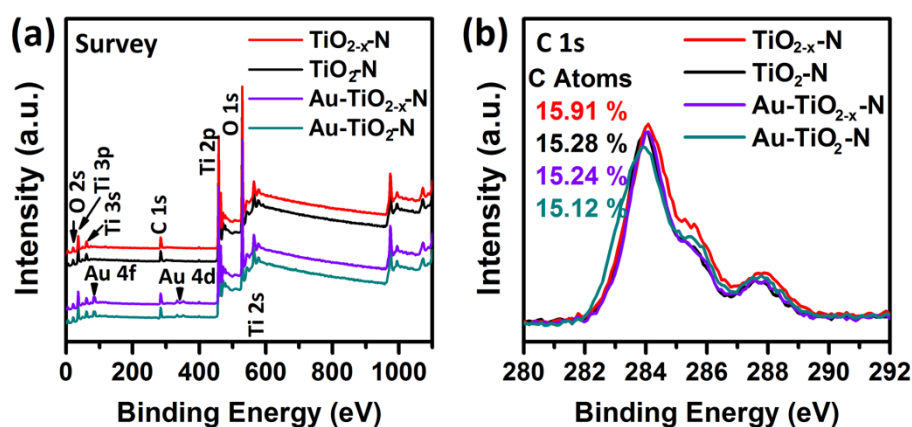 (a)
Survey
TiO2-x-N
TiO2-N
Au-TiO2-x-N
Au-TiO2-N
O 2s
Ti 3p
Ti 3s
Au 4f
C 1s
Au 4d
Ti 2p
O 1s
Ti 2s
Intensity (a.u.)
0 200 400 600 800 1000
Binding Energy (eV)
(b)
C 1s
C Atoms
15.91 %
15.28 %
15.24 %
15.12 %
TiO2-x-N
TiO2-N
Au-TiO2-x-N
Au-TiO2-N
Intensity (a.u.)
280 282 284 286 288 290 292
Binding Energy (eV)